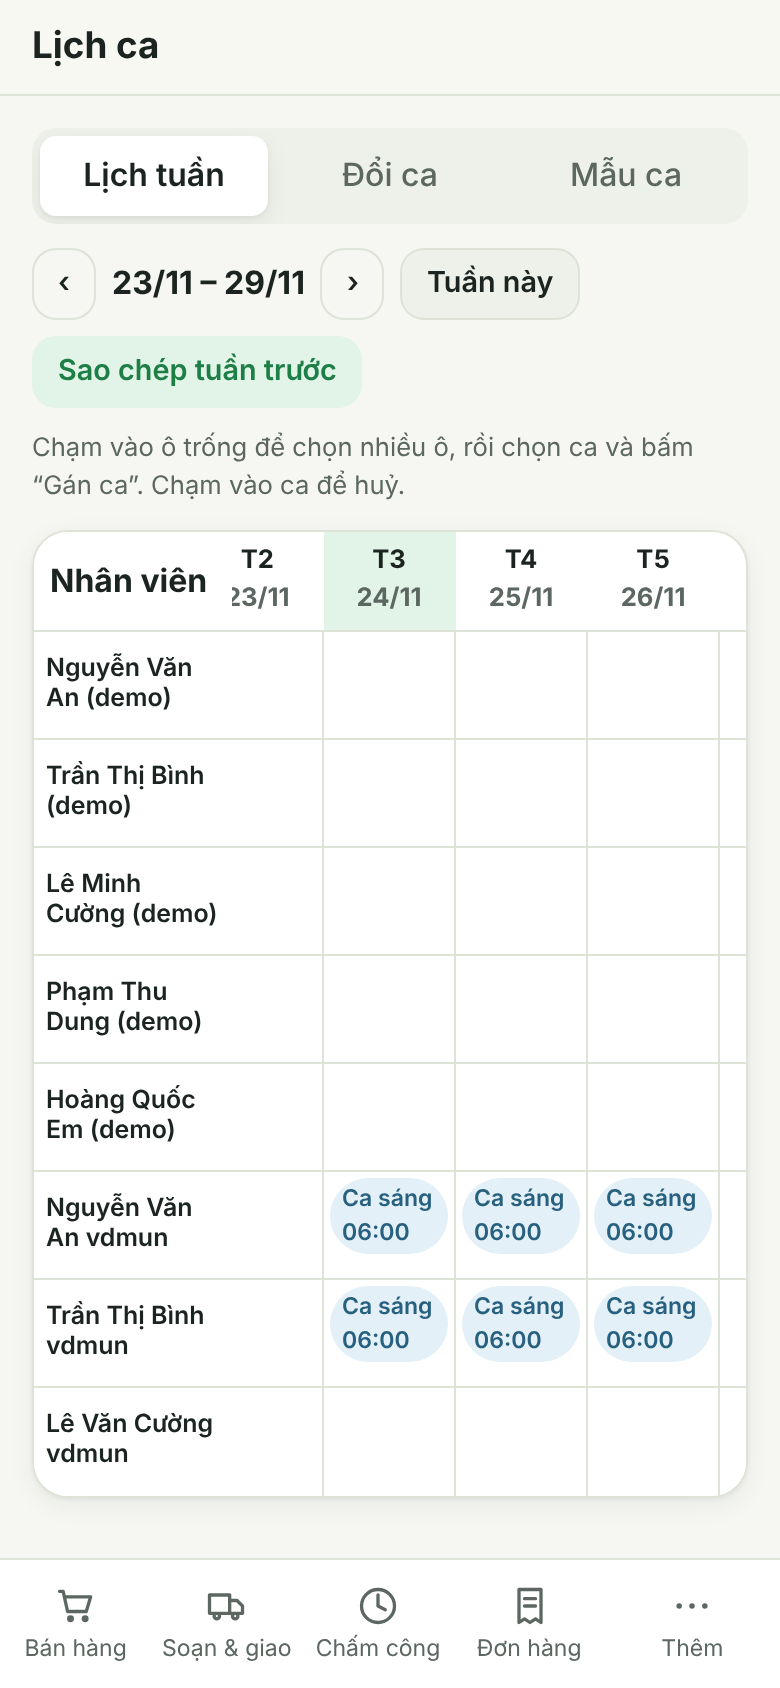 Lịch ca
Lịch tuần
Đổi ca
Mẫu ca
‹
23/11 – 29/11
›
Tuần này
Sao chép tuần trước
Chạm vào ô trống để chọn nhiều ô, rồi chọn ca và bấm
“Gán ca”. Chạm vào ca để huỷ.
Nhân viên
T2
23/11
T3
24/11
T4
25/11
T5
26/11
Nguyễn Văn
An (demo)
Trần Thị Bình
(demo)
Lê Minh
Cường (demo)
Phạm Thu
Dung (demo)
Hoàng Quốc
Em (demo)
Nguyễn Văn
An vdmun
Ca sáng
06:00
Ca sáng
06:00
Ca sáng
06:00
Trần Thị Bình
vdmun
Ca sáng
06:00
Ca sáng
06:00
Ca sáng
06:00
Lê Văn Cường
vdmun
Bán hàng
Soạn & giao
Chấm công
Đơn hàng
Thêm